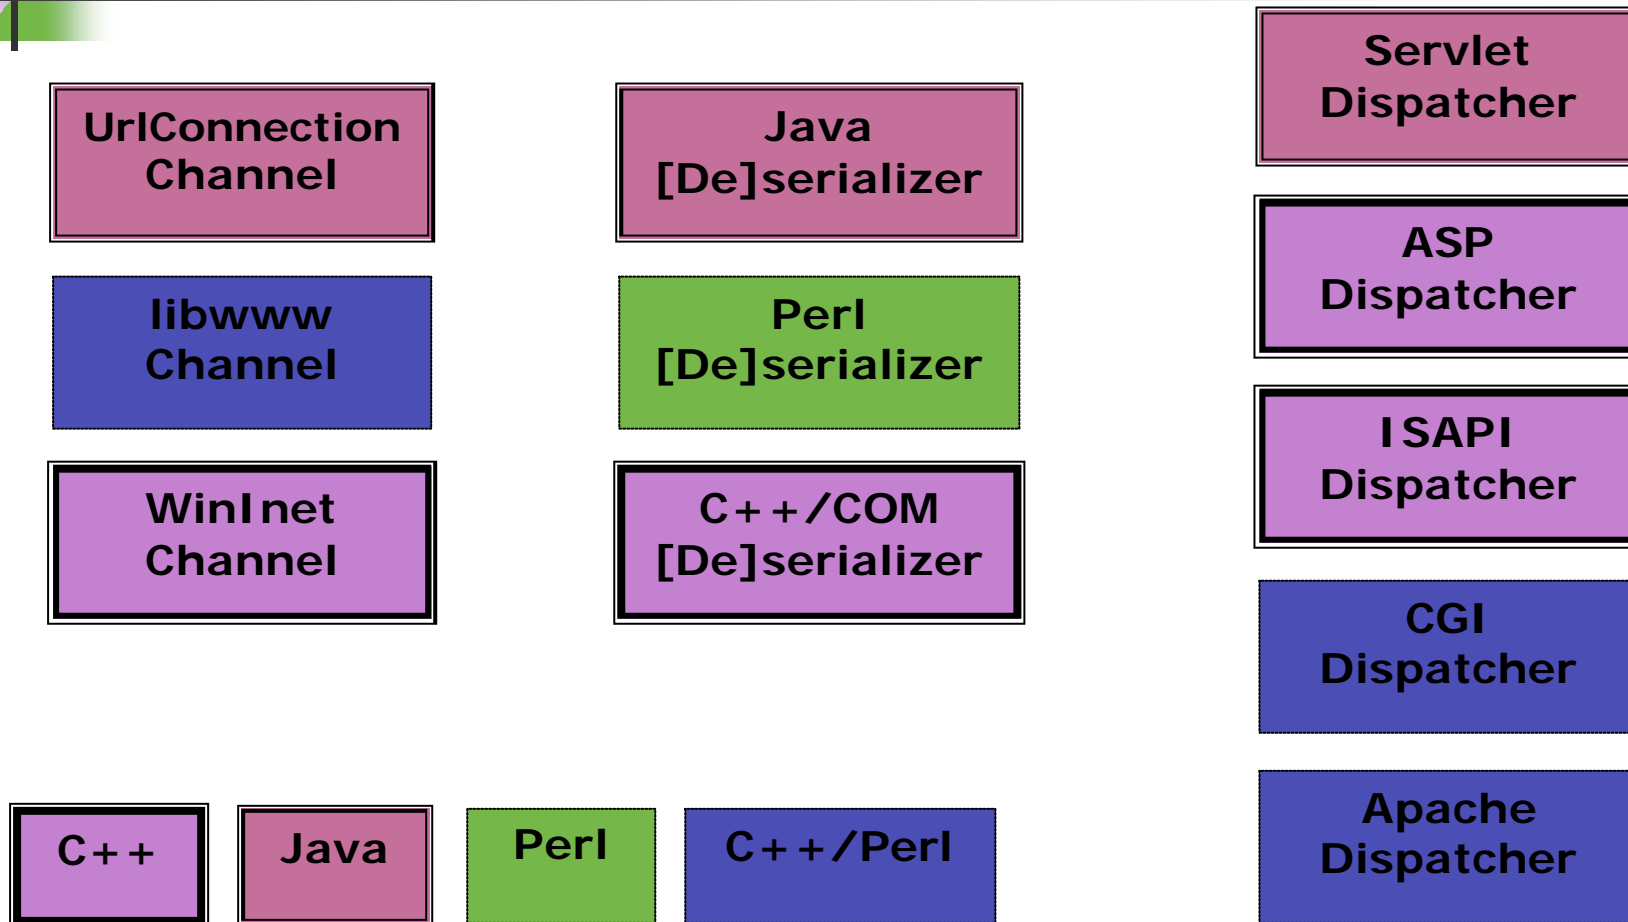 UrlConnection
Channel
libwww
Channel
WinInet
Channel
Java
[De]serializer
Perl
[De]serializer
C++/COM
[De]serializer
Servlet
Dispatcher
ASP
Dispatcher
ISAPI
Dispatcher
CGI
Dispatcher
Apache
Dispatcher
C++
Java
Perl
C++/Perl